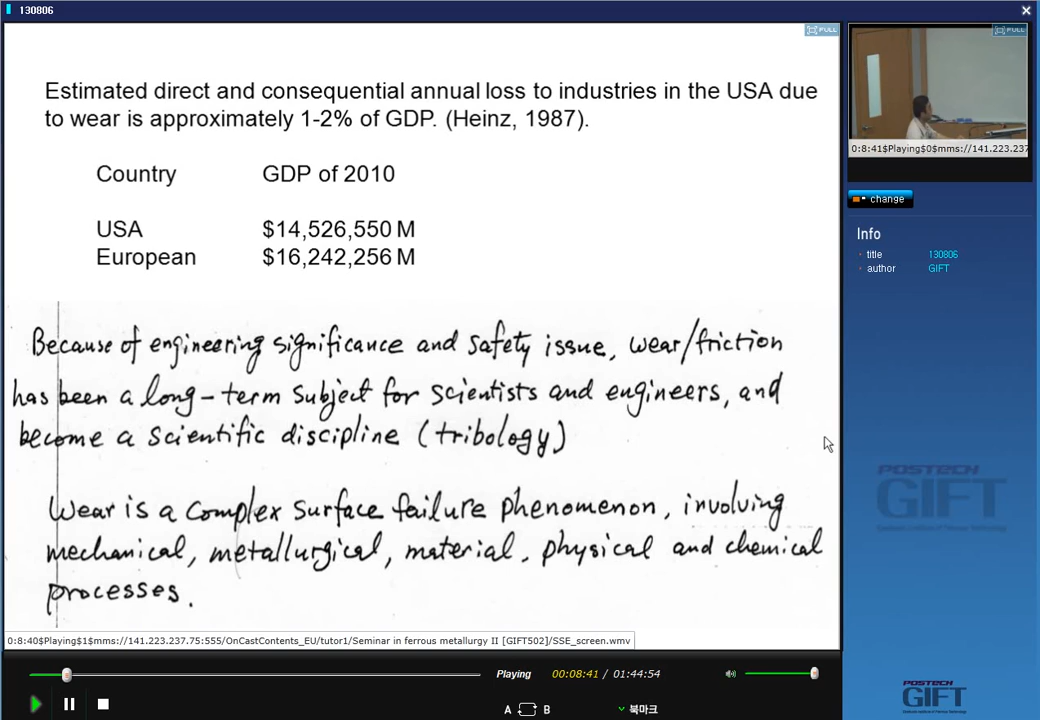 130806
FULL
Estimated direct and consequential annual loss to industries in the USA due
to wear is approximately 1-2% of GDP. (Heinz, 1987).
Country GDP of 2010
USA $14,526,550 M
European $16,242,256 M
Because of engineering significance and safety issue, wear/friction
has been a long-term subject for scientists and engineers, and
become a scientific discipline (tribology)
Wear is a complex surface failure phenomenon, involving
mechanical, metallurgical, material, physical and chemical
processes.
0:8:40$Playing$1$mms://141.223.237.75:555/OnCastContents_EU/tutor1/Seminar in ferrous metallurgy II [GIFT502]/SSE_screen.wmv
Playing 00:08:41 / 01:44:54
A B 북마크
FULL
0:8:41$Playing$0$mms://141.223.237
change
Info
title 130806
author GIFT
POSTECH
GIFT
POSTECH
GIFT